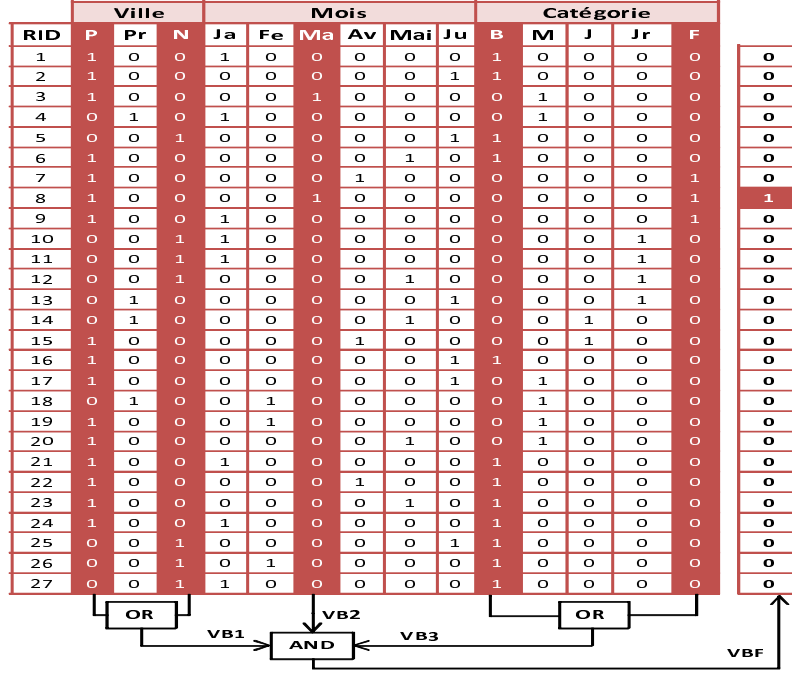 Ville Mois Catégorie
RID P Pr N Ja Fe Ma Av Mai Ju B M J Jr F
1 1 0 0 1 0 0 0 0 0 1 0 0 0 0 0
2 1 0 0 0 0 0 0 0 1 1 0 0 0 0 0
3 1 0 0 0 0 1 0 0 0 0 1 0 0 0 0
4 0 1 0 1 0 0 0 0 0 0 1 0 0 0 0
5 0 0 1 0 0 0 0 0 1 1 0 0 0 0 0
6 1 0 0 0 0 0 0 1 0 1 0 0 0 0 0
7 1 0 0 0 0 0 1 0 0 0 0 0 0 1 0
8 1 0 0 0 0 1 0 0 0 0 0 0 0 1 1
9 1 0 0 1 0 0 0 0 0 0 0 0 0 1 0
10 0 0 1 1 0 0 0 0 0 0 0 0 1 0 0
11 0 0 1 1 0 0 0 0 0 0 0 0 1 0 0
12 0 0 1 0 0 0 0 1 0 0 0 0 1 0 0
13 0 1 0 0 0 0 0 0 1 0 0 0 1 0 0
14 0 1 0 0 0 0 0 1 0 0 0 1 0 0 0
15 1 0 0 0 0 0 1 0 0 0 0 1 0 0 0
16 1 0 0 0 0 0 0 0 1 1 0 0 0 0 0
17 1 0 0 0 0 0 0 0 1 0 1 0 0 0 0
18 0 1 0 0 1 0 0 0 0 0 1 0 0 0 0
19 1 0 0 0 1 0 0 0 0 0 1 0 0 0 0
20 1 0 0 0 0 0 0 1 0 0 1 0 0 0 0
21 1 0 0 1 0 0 0 0 0 1 0 0 0 0 0
22 1 0 0 0 0 0 1 0 0 1 0 0 0 0 0
23 1 0 0 0 0 0 0 1 0 1 0 0 0 0 0
24 1 0 0 1 0 0 0 0 0 1 0 0 0 0 0
25 0 0 1 0 0 0 0 0 1 1 0 0 0 0 0
26 0 0 1 0 1 0 0 0 0 1 0 0 0 0 0
27 0 0 1 1 0 0 0 0 0 1 0 0 0 0 0
OR VB2 OR
VB1 AND VB3
VBF